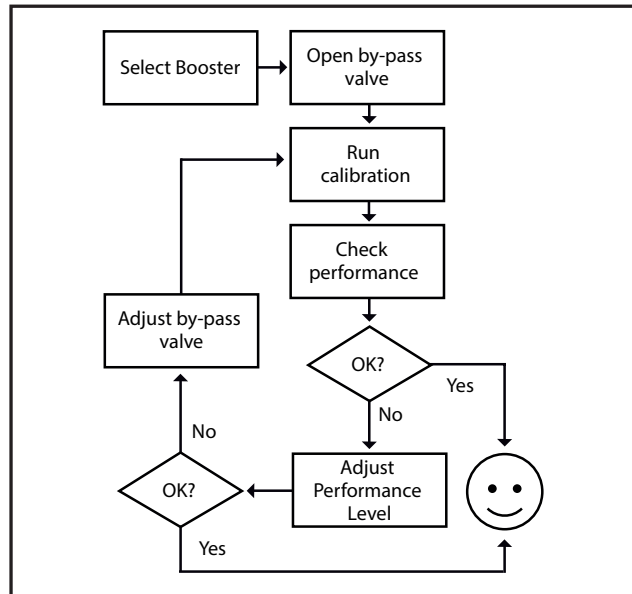 Select Booster
Open by-pass
valve
Run
calibration
Check
performance
Adjust by-pass
valve
OK?
Yes
No
No
Adjust
Performance
Level
OK?
Yes